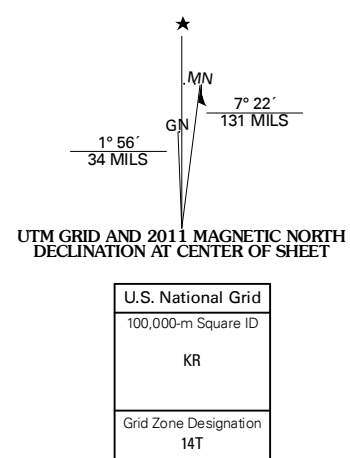 ★
MN
7° 22´
131 MILS
GN
1° 56´
34 MILS
UTM GRID AND 2011 MAGNETIC NORTH
DECLINATION AT CENTER OF SHEET
U.S. National Grid
100,000-m Square ID
KR
Grid Zone Designation
14T